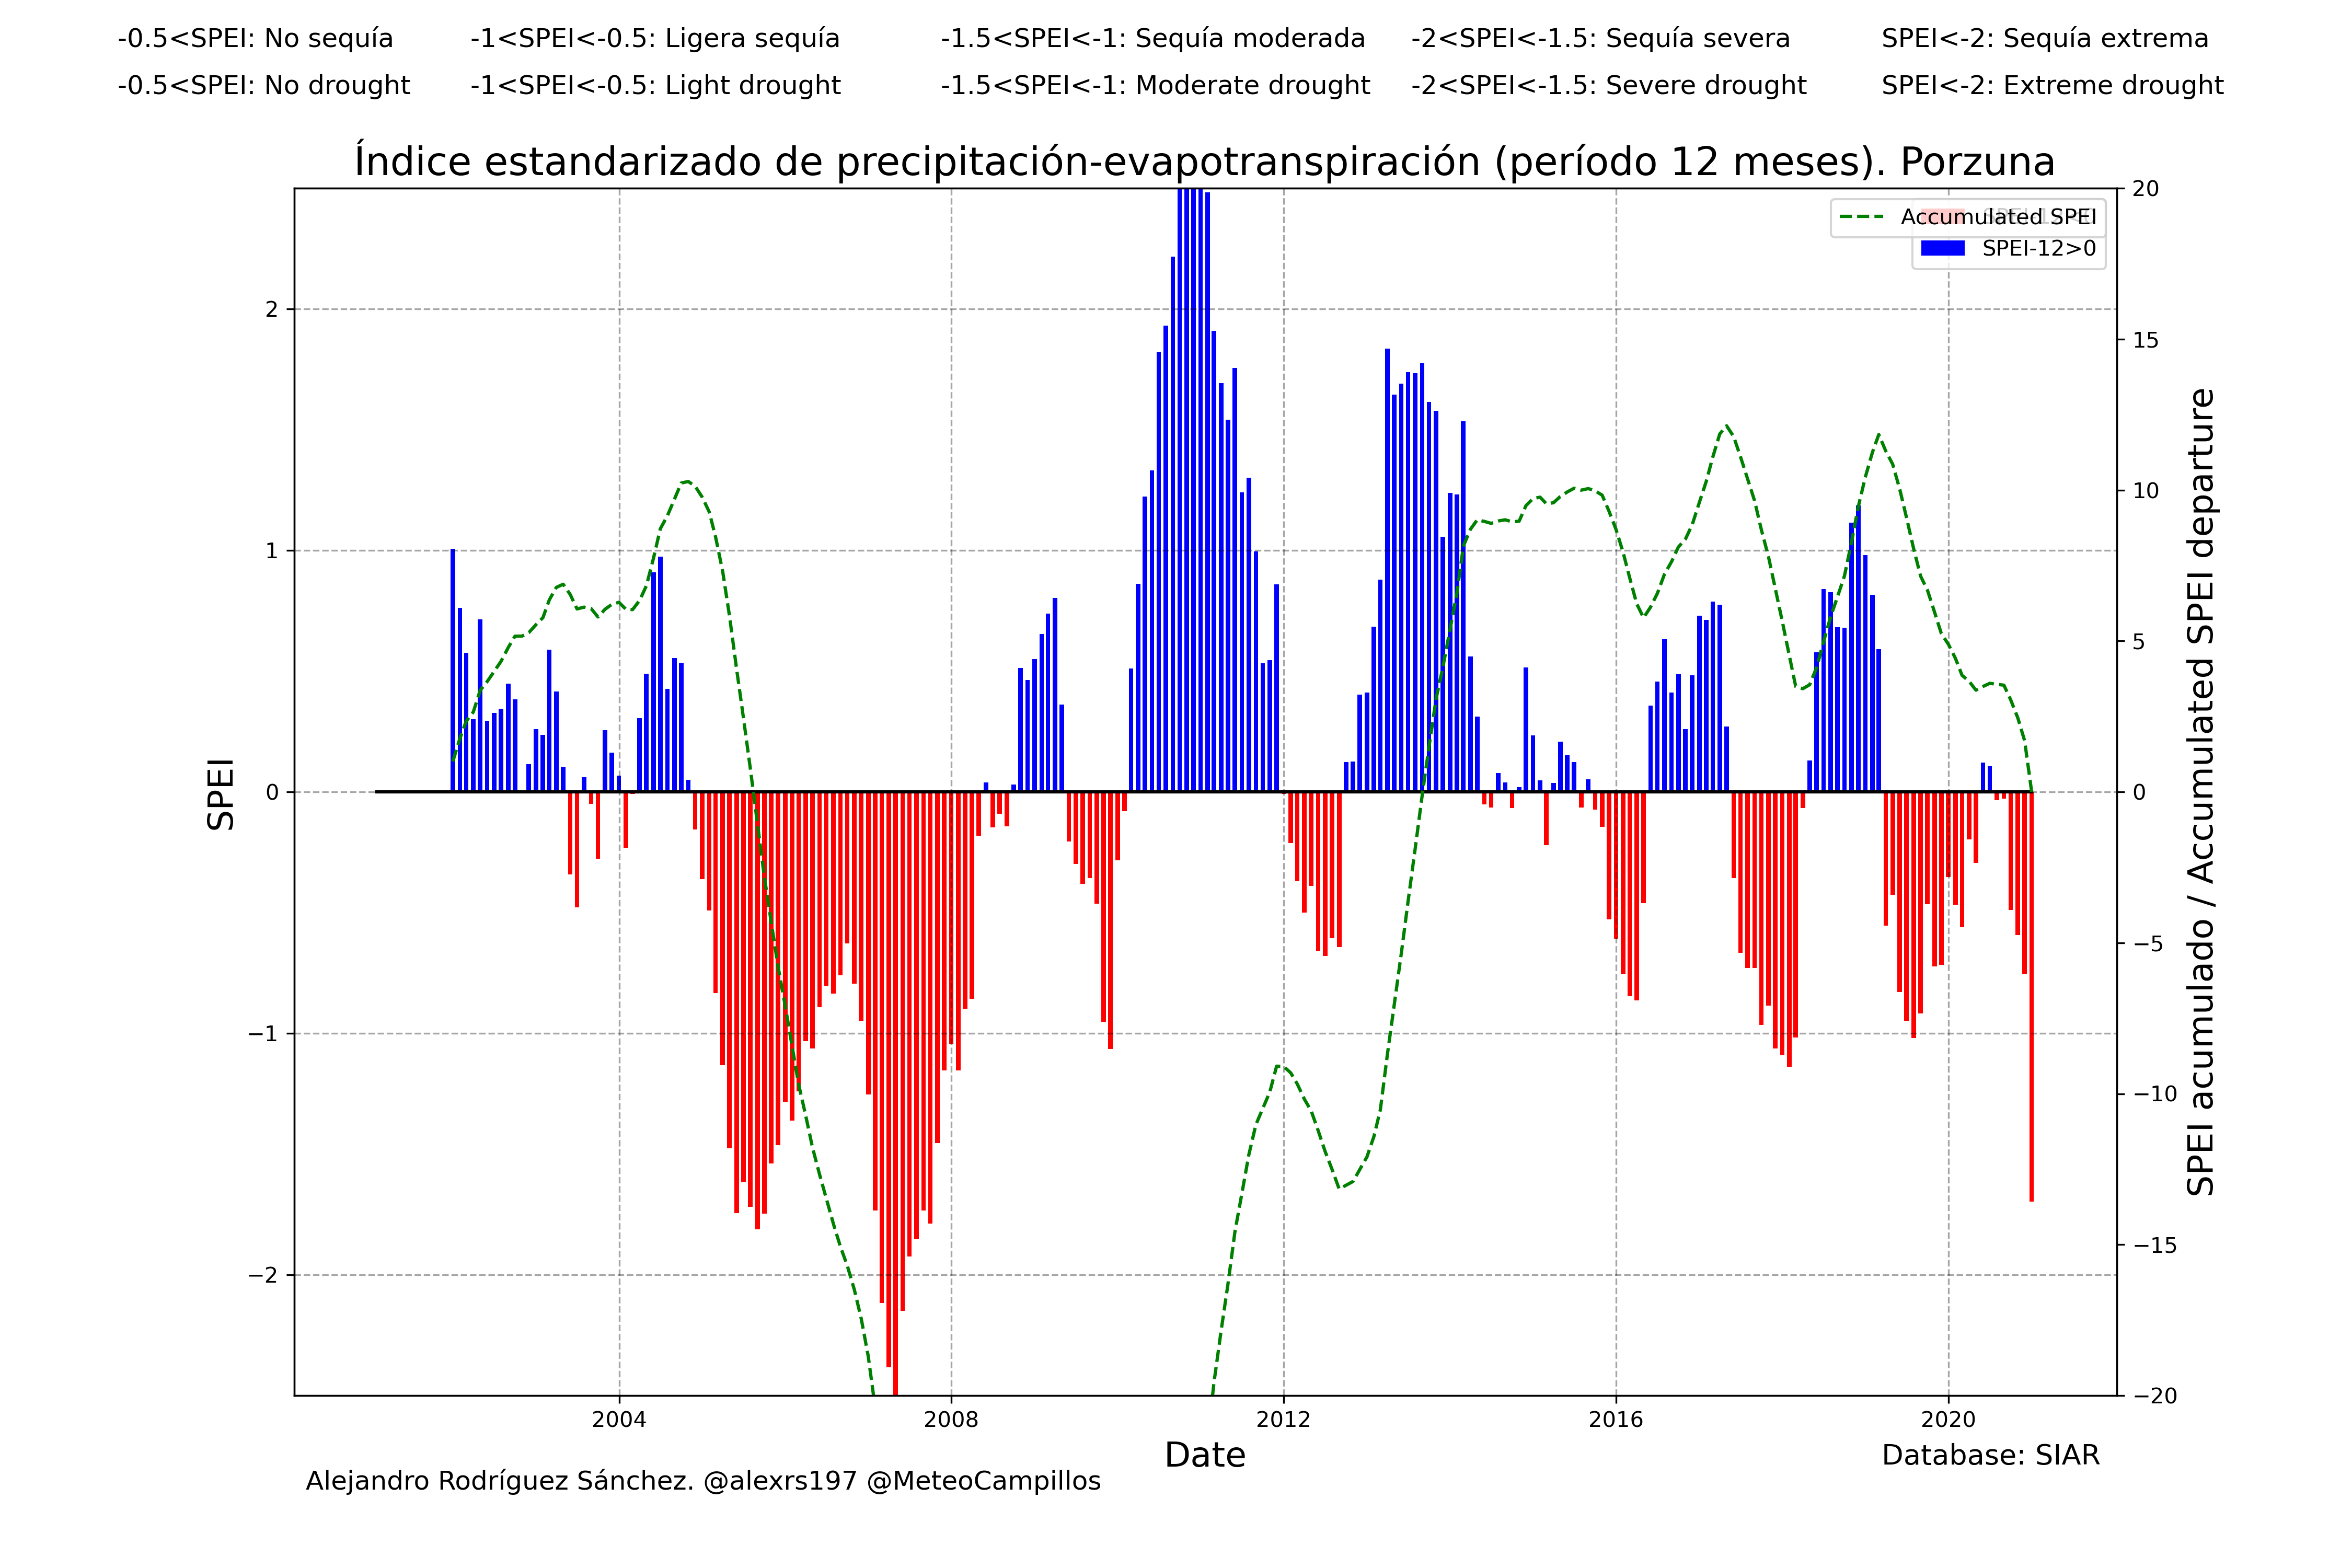 -0.5<SPEI: No sequía -1<SPEI<-0.5: Ligera sequía -1.5<SPEI<-1: Sequía moderada -2<SPEI<-1.5: Sequía severa SPEI<-2: Sequía extrema
-0.5<SPEI: No drought -1<SPEI<-0.5: Light drought -1.5<SPEI<-1: Moderate drought -2<SPEI<-1.5: Severe drought SPEI<-2: Extreme drought
Índice estandarizado de precipitación-evapotranspiración (período 12 meses). Porzuna
Accumulated SPEI
SPEI-12>0
SPEI
2
1
0
−1
−2
20
15
10
5
0
−5
−10
−15
−20
SPEI acumulado / Accumulated SPEI departure
2004 2008 2012 2016 2020
Date
Database: SIAR
Alejandro Rodríguez Sánchez. @alexrs197 @MeteoCampillos